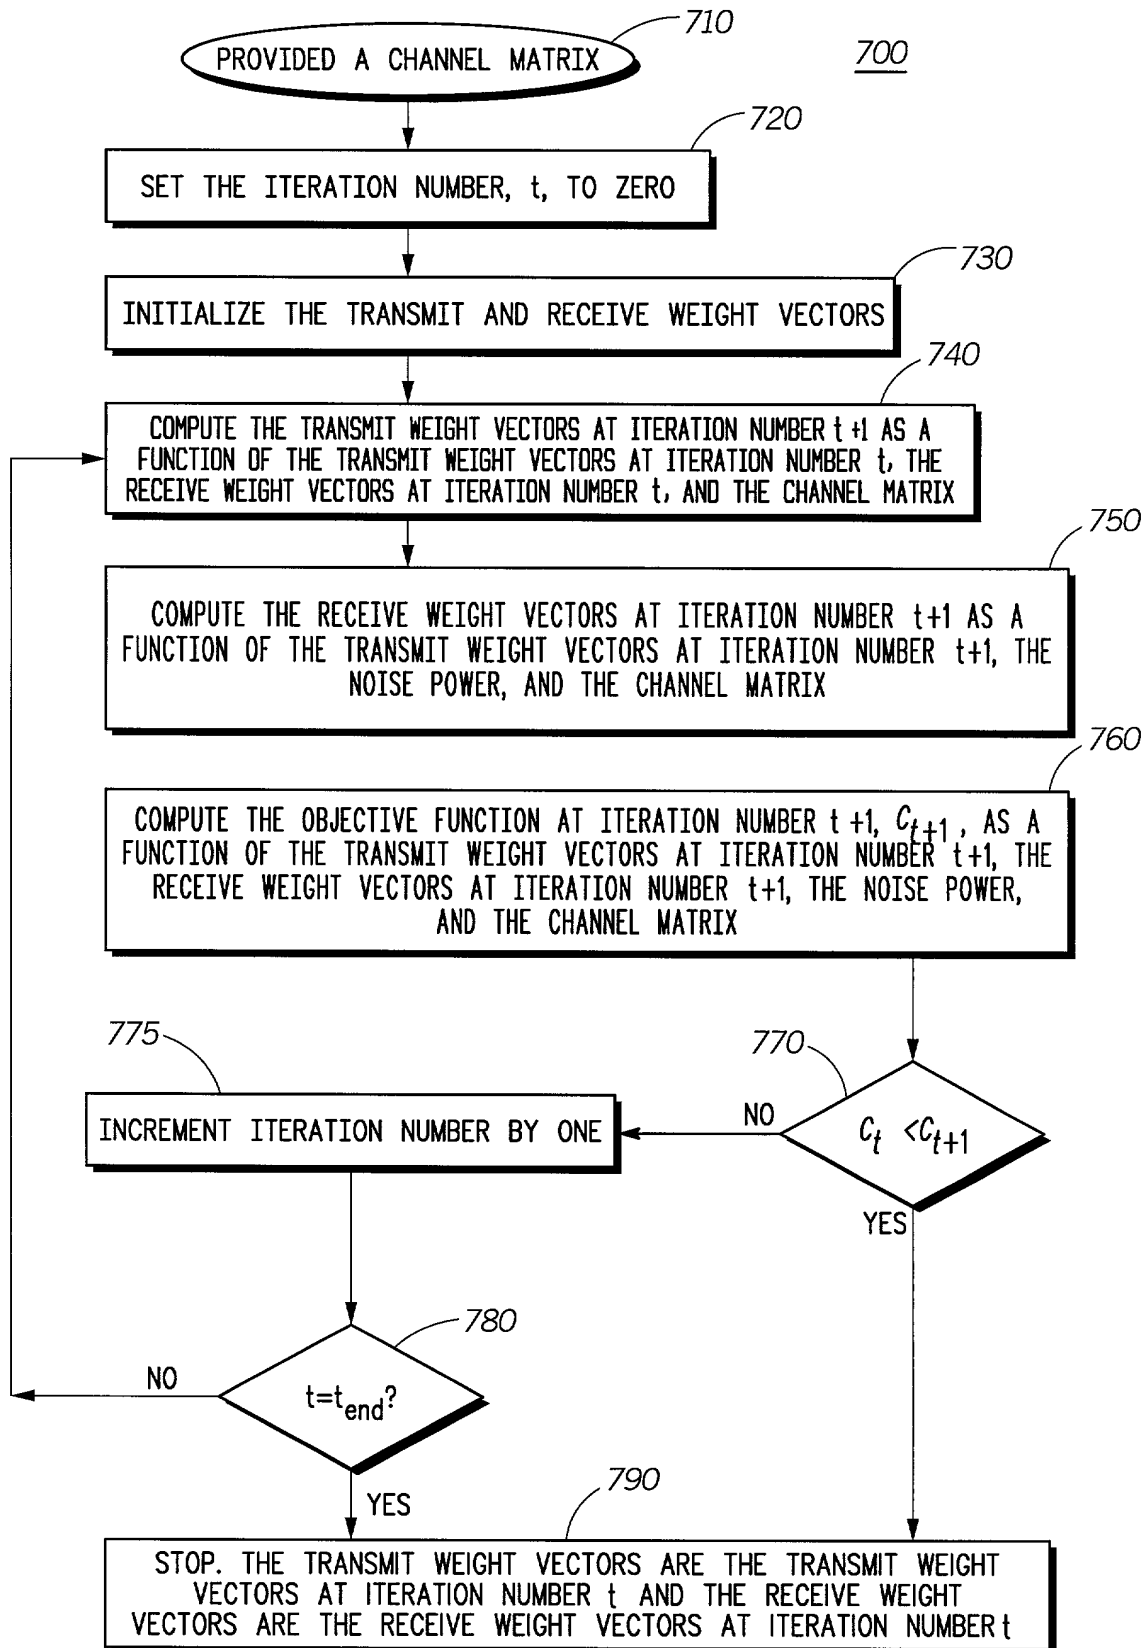 710
PROVIDED A CHANNEL MATRIX
700
720
SET THE ITERATION NUMBER, t, TO ZERO
730
INITIALIZE THE TRANSMIT AND RECEIVE WEIGHT VECTORS
740
COMPUTE THE TRANSMIT WEIGHT VECTORS AT ITERATION NUMBER t+1 AS A
FUNCTION OF THE TRANSMIT WEIGHT VECTORS AT ITERATION NUMBER t, THE
RECEIVE WEIGHT VECTORS AT ITERATION NUMBER t, AND THE CHANNEL MATRIX
750
COMPUTE THE RECEIVE WEIGHT VECTORS AT ITERATION NUMBER t+1 AS A
FUNCTION OF THE TRANSMIT WEIGHT VECTORS AT ITERATION NUMBER t+1, THE
NOISE POWER, AND THE CHANNEL MATRIX
760
COMPUTE THE OBJECTIVE FUNCTION AT ITERATION NUMBER t+1, C_{t+1}, AS A
FUNCTION OF THE TRANSMIT WEIGHT VECTORS AT ITERATION NUMBER t+1, THE
RECEIVE WEIGHT VECTORS AT ITERATION NUMBER t+1, THE NOISE POWER,
AND THE CHANNEL MATRIX
775
770
INCREMENT ITERATION NUMBER BY ONE
NO
C_t <C_{t+1}
YES
780
NO
t=t_{end}?
YES
790
STOP. THE TRANSMIT WEIGHT VECTORS ARE THE TRANSMIT WEIGHT
VECTORS AT ITERATION NUMBER t AND THE RECEIVE WEIGHT
VECTORS ARE THE RECEIVE WEIGHT VECTORS AT ITERATION NUMBER t